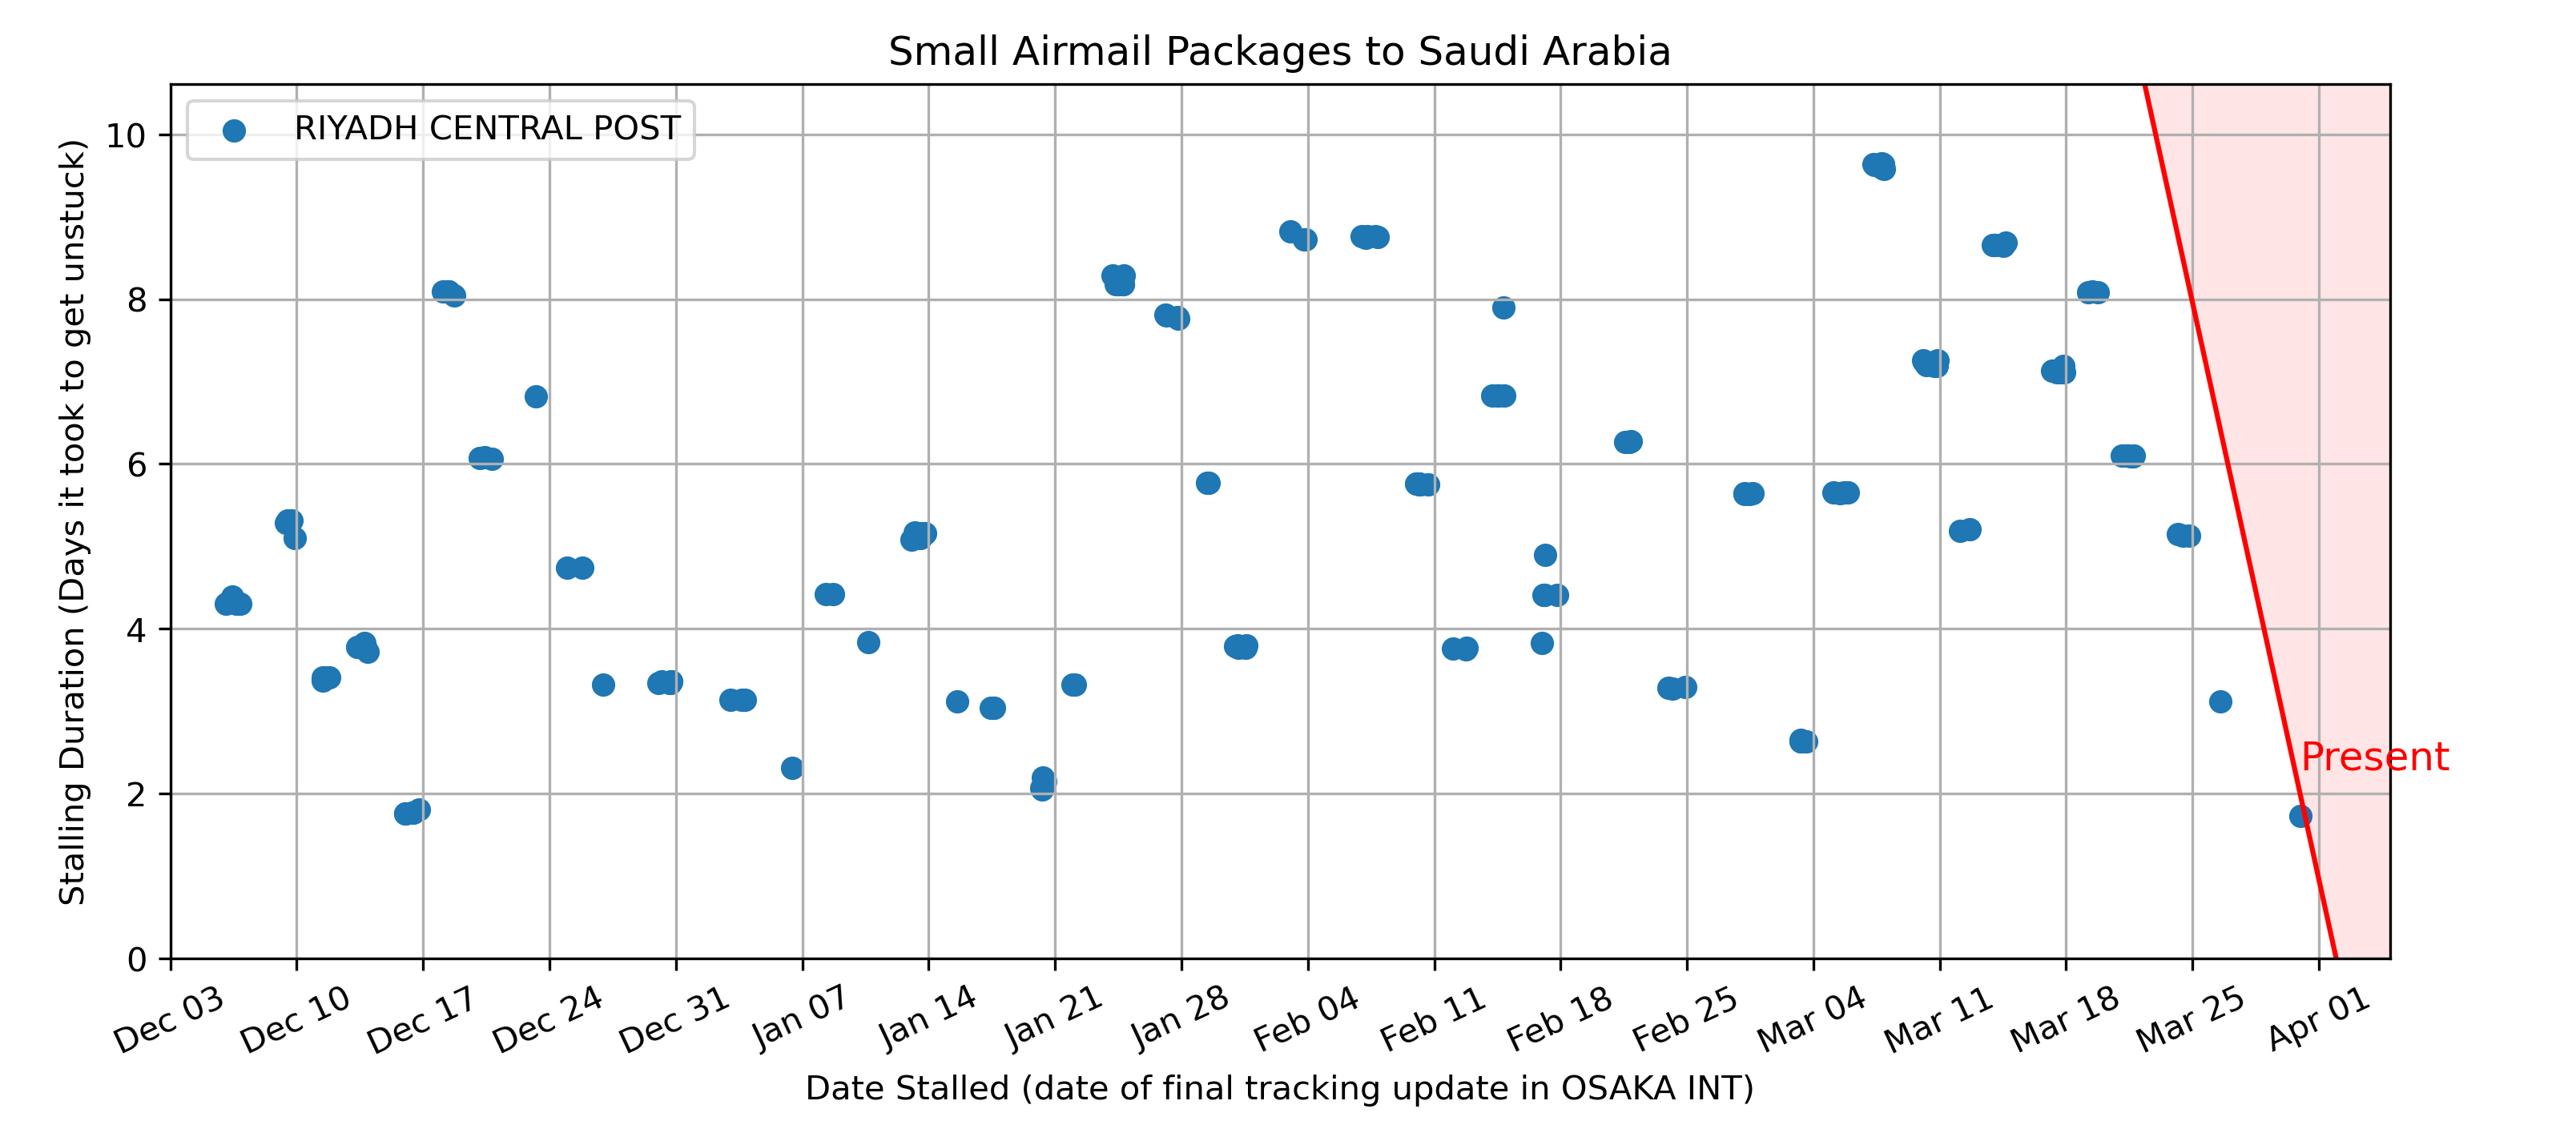 Small Airmail Packages to Saudi Arabia
RIYADH CENTRAL POST
Stalling Duration (Days it took to get unstuck)
10
8
6
4
2
0
Present
Dec 03
Dec 10
Dec 17
Dec 24
Dec 31
Jan 07
Jan 14
Jan 21
Jan 28
Feb 04
Feb 11
Feb 18
Feb 25
Mar 04
Mar 11
Mar 18
Mar 25
Apr 01
Date Stalled (date of final tracking update in OSAKA INT)